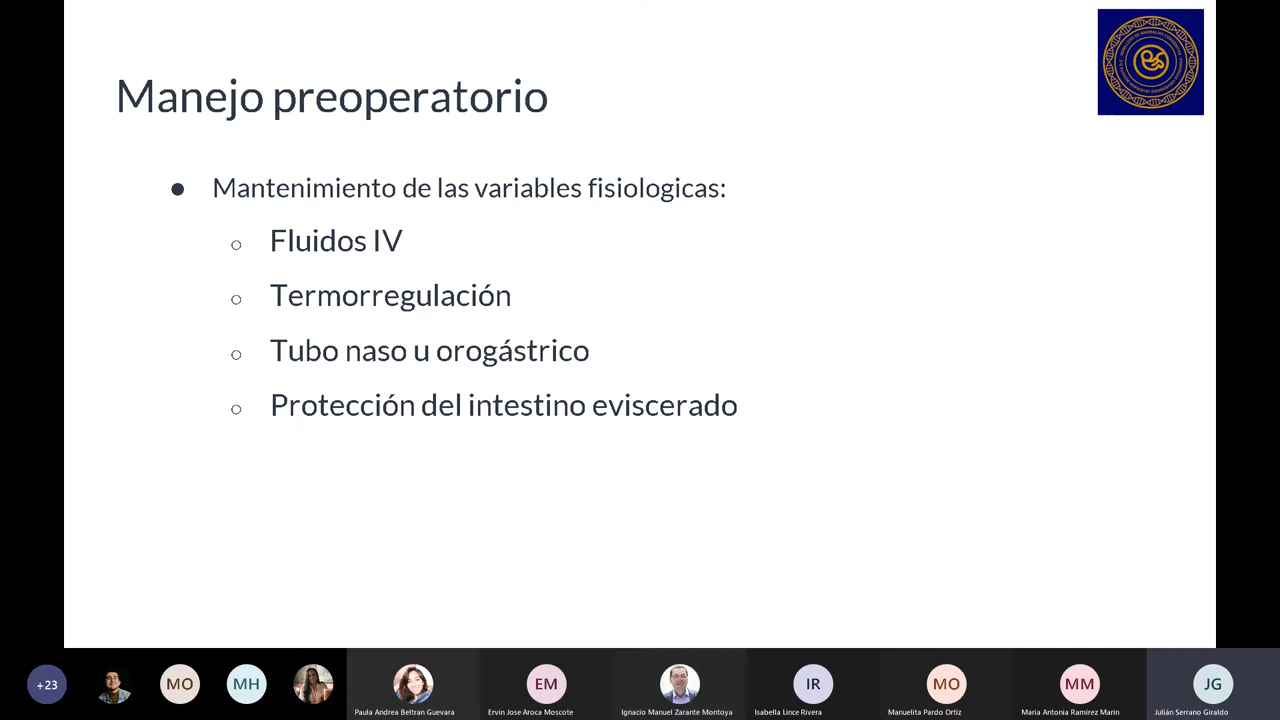 Manejo preoperatorio
● Mantenimiento de las variables fisiologicas:
○ Fluidos IV
○ Termorregulación
○ Tubo naso u orogástrico
○ Protección del intestino eviscerado
+23
MO
MH
Paula Andrea Beltran Guevara
EM
Ervin Jose Aroca Moscote
Ignacio Manuel Zarante Montoya
IR
Isabella Lince Rivera
MO
Manuelita Pardo Ortiz
MM
Maria Antonia Ramirez Marin
JG
Julián Serrano Giraldo